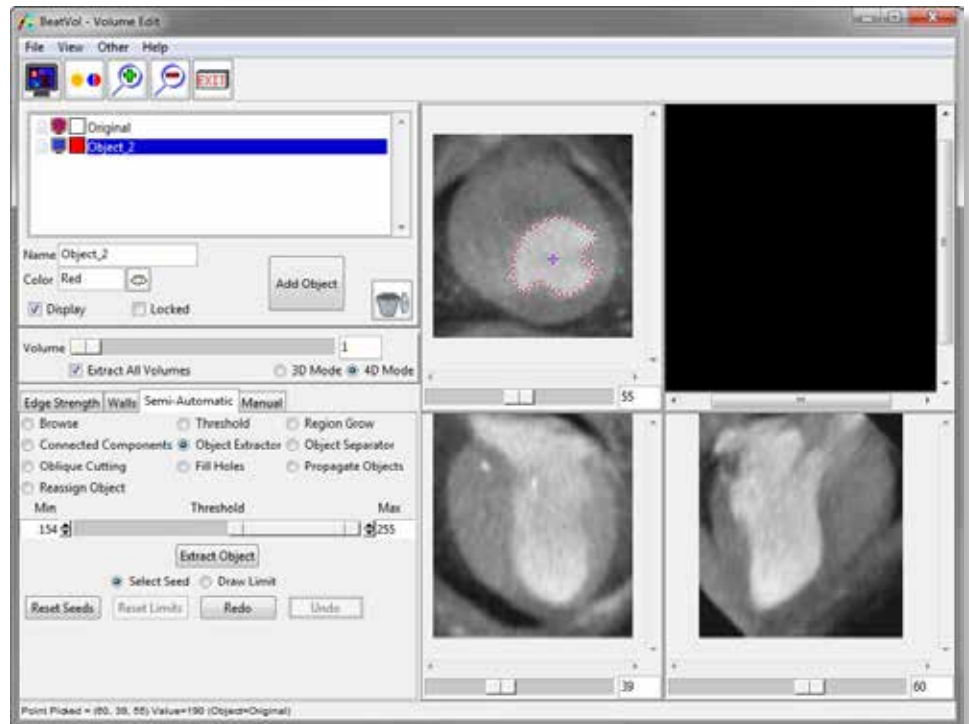 BeatVol - Volume Edit
File View Other Help
EXIT
Original
Object_2
Name Object_2
Color Red
Add Object
Display Locked
Volume 1
Extract All Volumes 3D Mode 4D Mode
55
Edge Strength Walls Semi-Automatic Manual
Browse Threshold Region Grow
Connected Components Object Extractor Object Separator
Oblique Cutting Fill Holes Propagate Objects
Reassign Object
Min Threshold Max
154 255
Extract Object
Select Seed Draw Limit
Reset Seeds Reset Limits Redo Undo
39 60
Point Picked = (60, 39, 55) Value=190 (Object=Original)